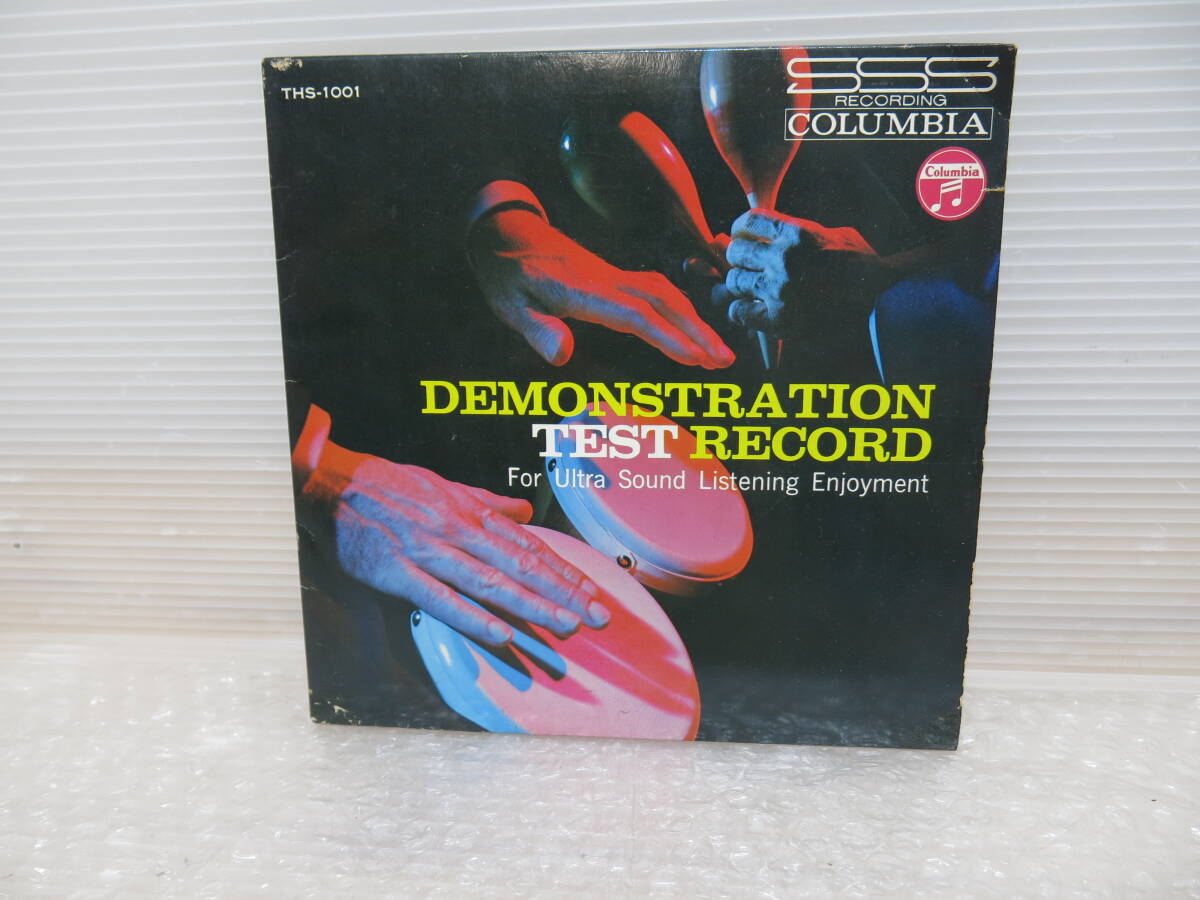 THS-1001
SSS
RECORDING
COLUMBIA
Columbia
DEMONSTRATION
TEST RECORD
For Ultra Sound Listening Enjoyment